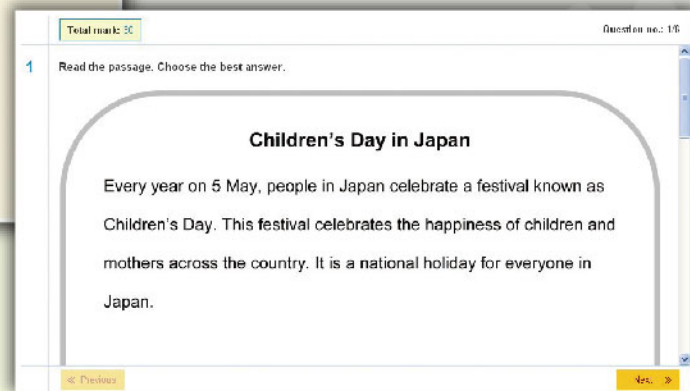 Total mark: 30
Question no.: 1/6
1 Read the passage. Choose the best answer.
Children's Day in Japan
Every year on 5 May, people in Japan celebrate a festival known as
Children's Day. This festival celebrates the happiness of children and
mothers across the country. It is a national holiday for everyone in
Japan.
« Previous
Next »